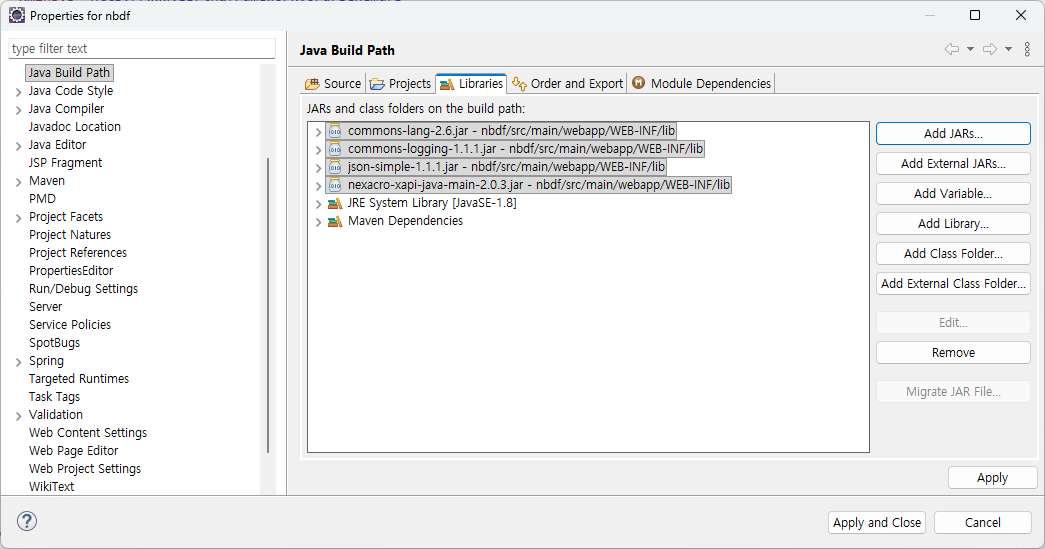 Properties for nbdf
type filter text
Java Build Path
Java Code Style
Java Compiler
Javadoc Location
Java Editor
JSP Fragment
Maven
PMD
Project Facets
Project Natures
Project References
PropertiesEditor
Run/Debug Settings
Server
Service Policies
SpotBugs
Spring
Targeted Runtimes
Task Tags
Validation
Web Content Settings
Web Page Editor
Web Project Settings
WikiText
Java Build Path
Source Projects Libraries Order and Export Module Dependencies
JARs and class folders on the build path:
commons-lang-2.6.jar - nbdf/src/main/webapp/WEB-INF/lib
commons-logging-1.1.1.jar - nbdf/src/main/webapp/WEB-INF/lib
json-simple-1.1.1.jar - nbdf/src/main/webapp/WEB-INF/lib
nexacro-xapi-java-main-2.0.3.jar - nbdf/src/main/webapp/WEB-INF/lib
JRE System Library [JavaSE-1.8]
Maven Dependencies
Add JARs...
Add External JARs...
Add Variable...
Add Library...
Add Class Folder...
Add External Class Folder...
Edit...
Remove
Migrate JAR File...
Apply
Apply and Close
Cancel